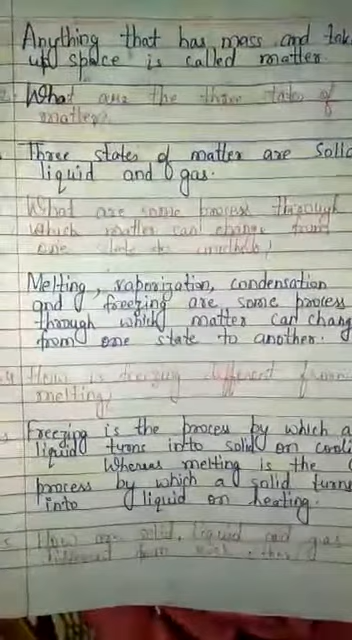 Anything that has mass and tak
up space is called matter.
What are the three states of
matter?
Three states of matter are Solid
liquid and gas.
What are some process through
which matter can change from
one state to
Melting, vaporization, condensation
and freezing are some process
through which matter can chang
from one state to another.
How is freezing different from
melting?
Freezing is the process by which a
liquid turns into solid on cooli
Whereas melting is the
process by which a solid turns
into liquid on heating.
How are solid, liquid and gas
different from each other